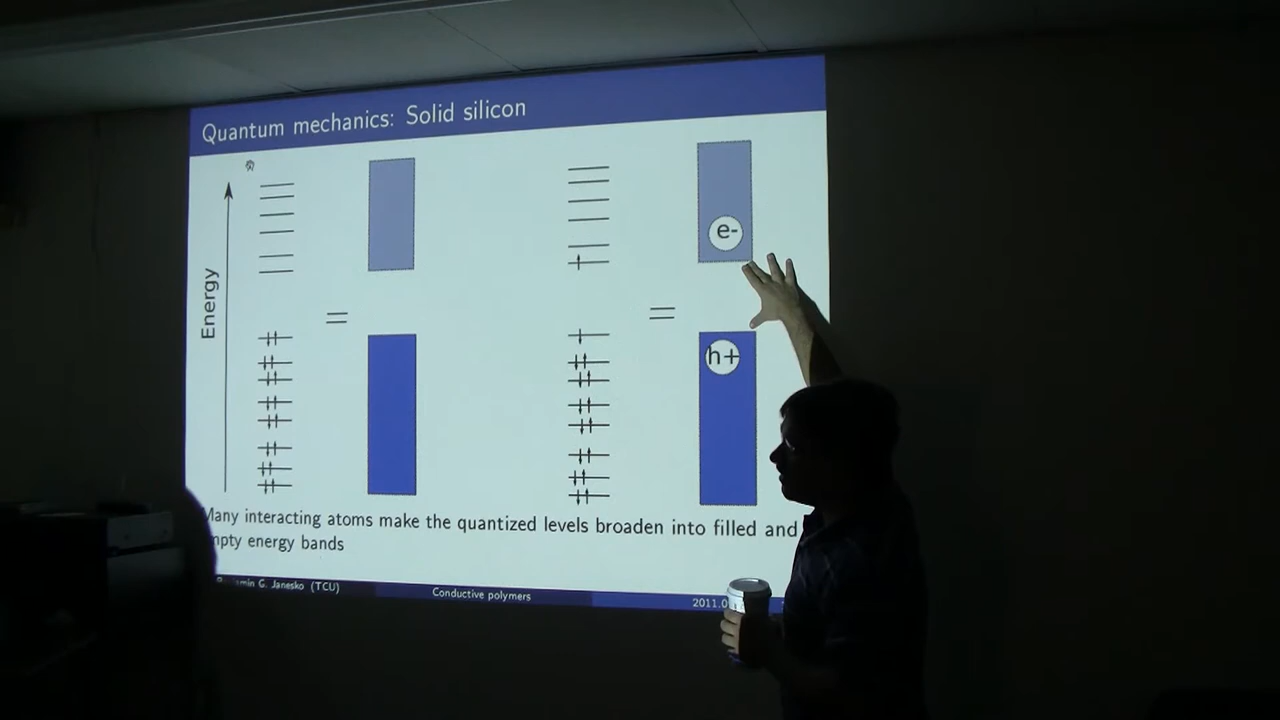 Quantum mechanics: Solid silicon
Energy
=
=
e-
h+
Many interacting atoms make the quantized levels broaden into filled and
energy bands
G. Janesko (TCU)
Conductive polymers